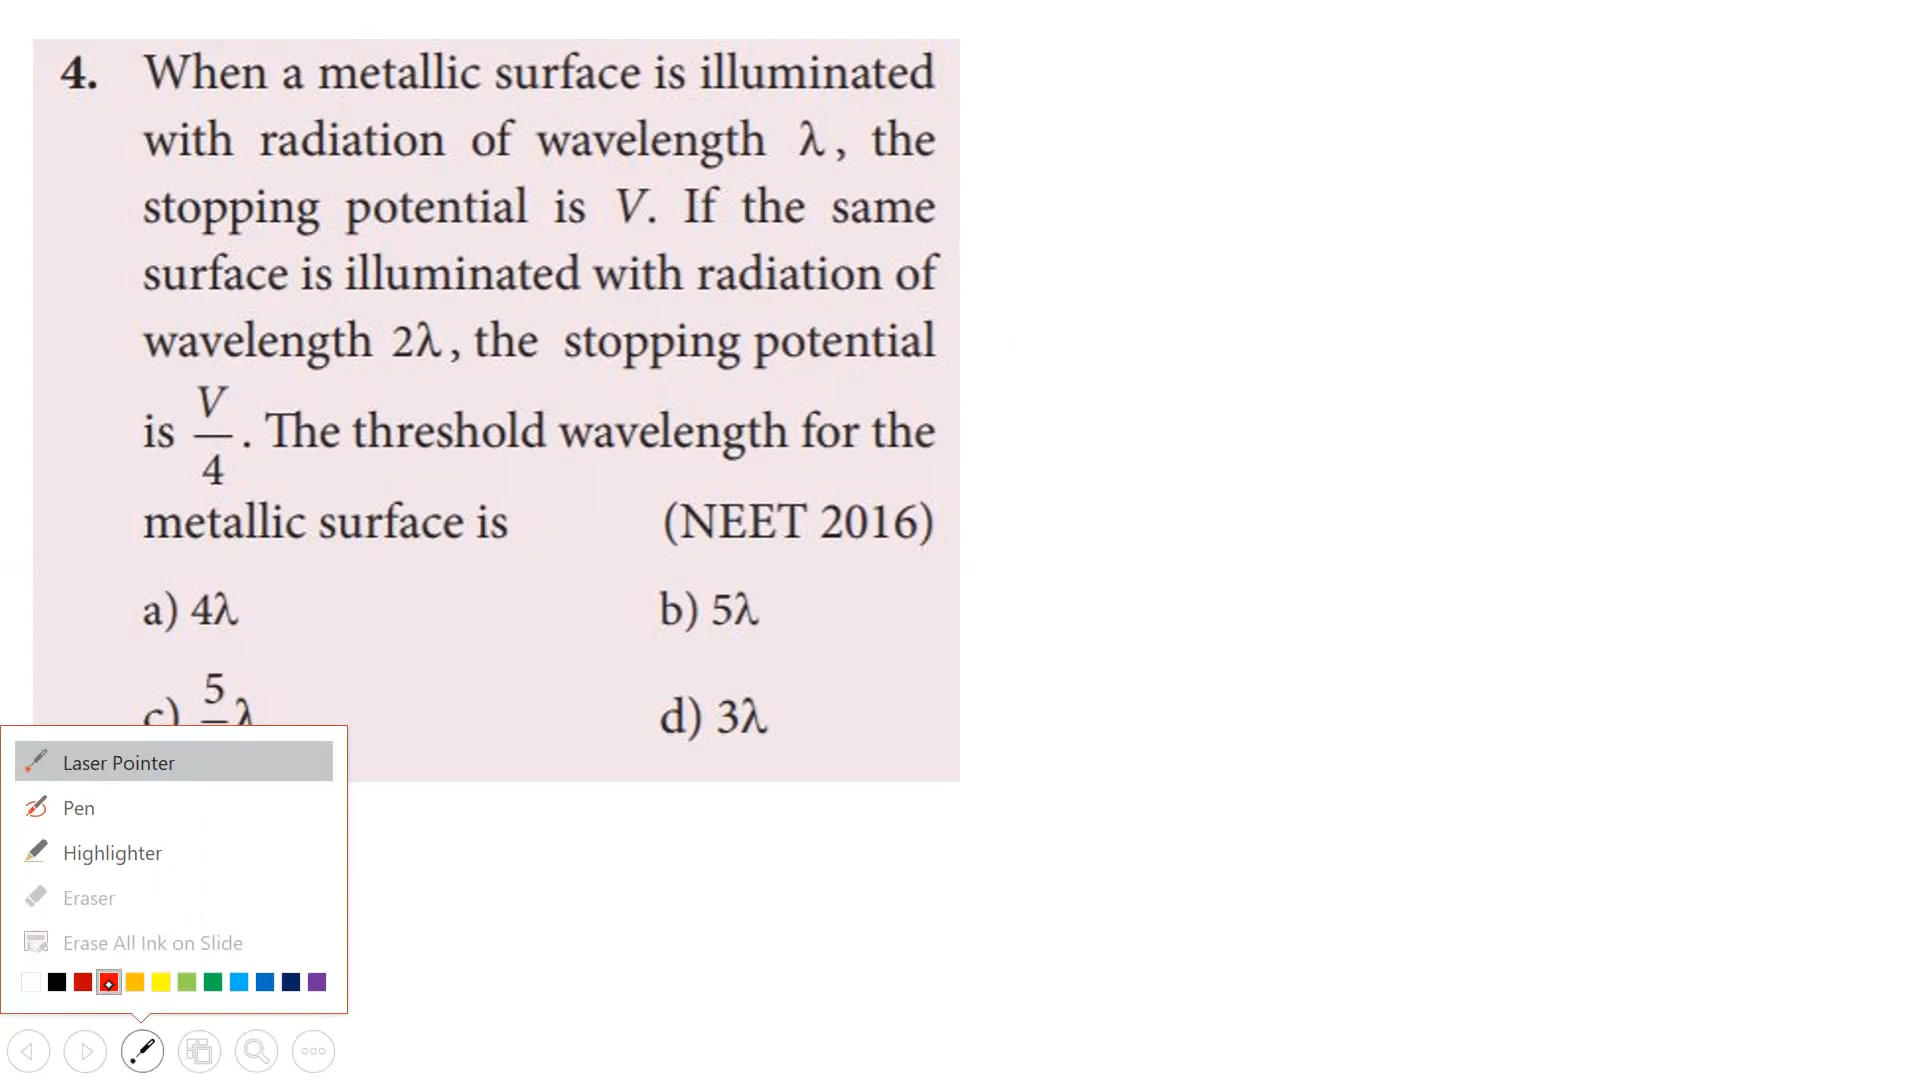 4. When a metallic surface is illuminated
with radiation of wavelength λ, the
stopping potential is V. If the same
surface is illuminated with radiation of
wavelength 2λ, the stopping potential
is V/4. The threshold wavelength for the
metallic surface is (NEET 2016)
a) 4λ b) 5λ
d) 3λ
Laser Pointer
Pen
Highlighter
Eraser
Erase All Ink on Slide